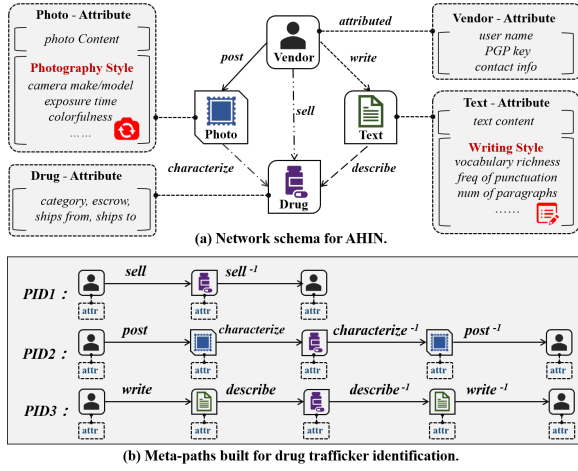 Photo - Attribute
photo Content
Photography Style
camera make/model
exposure time
colorfulness
... ...
Drug - Attribute
category, escrow,
ships from, ships to
Vendor
post
attributed
write
sell
Photo
Text
characterize
describe
Drug
Vendor - Attribute
user name
PGP key
contact info
Text - Attribute
text content
Writing Style
vocabulary richness
freq of punctuation
num of paragraphs
......
(a) Network schema for AHIN.
PID1 :
sell sell -1
attr attr attr
PID2 :
post characterize characterize -1 post -1
attr attr attr attr attr
PID3 :
write describe describe -1 write -1
attr attr attr attr attr
(b) Meta-paths built for drug trafficker identification.